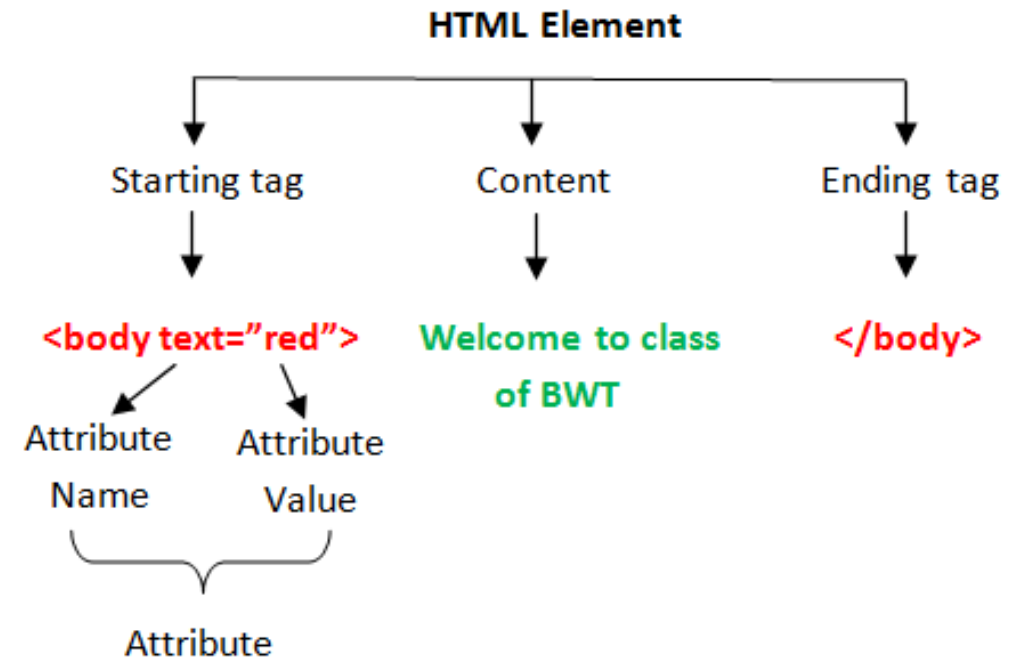 HTML Element
Starting tag
Content
Ending tag
<body text=”red”>
Welcome to class
of BWT
</body>
Attribute
Name
Attribute
Value
Attribute